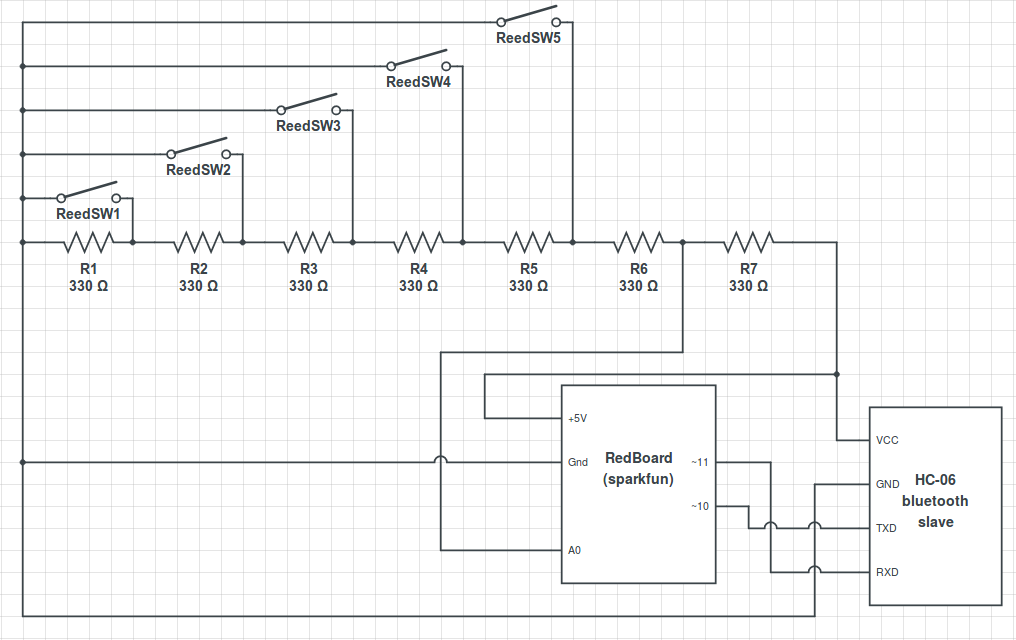 ReedSW5
ReedSW4
ReedSW3
ReedSW2
ReedSW1
R1 R2 R3 R4 R5 R6 R7
330 Ω 330 Ω 330 Ω 330 Ω 330 Ω 330 Ω 330 Ω
+5V
Gnd
A0
RedBoard
(sparkfun)
~11
~10
VCC
GND
TXD
RXD
HC-06
bluetooth
slave